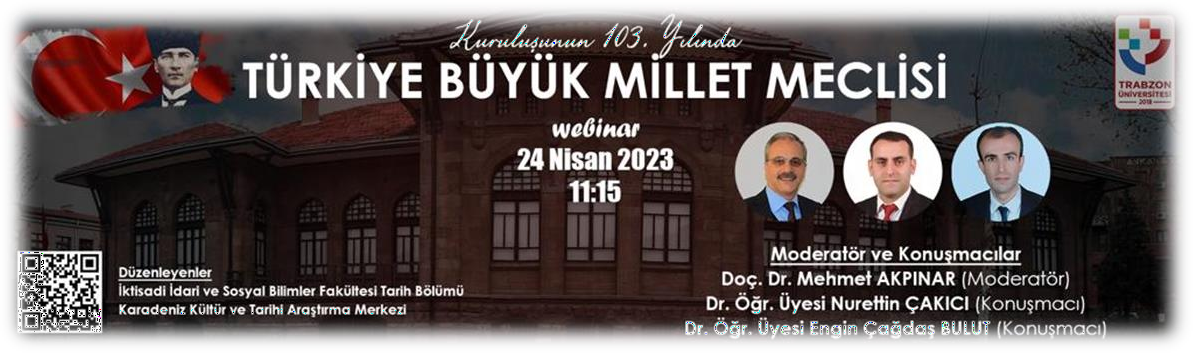 Kuruluşunun 103. Yılında
TÜRKİYE BÜYÜK MİLLET MECLİSİ
TRABZON
ÜNİVERSİTESİ
2018
webinar
24 Nisan 2023
11:15
Moderatör ve Konuşmacılar
Doç. Dr. Mehmet AKPINAR (Moderatör)
Dr. Öğr. Üyesi Nurettin ÇAKICI (Konuşmacı)
Dr. Öğr. Üyesi Engin Çağdaş BULUT (Konuşmacı)
Düzenleyenler
İktisadi İdari ve Sosyal Bilimler Fakültesi Tarih Bölümü
Karadeniz Kültür ve Tarihi Araştırma Merkezi